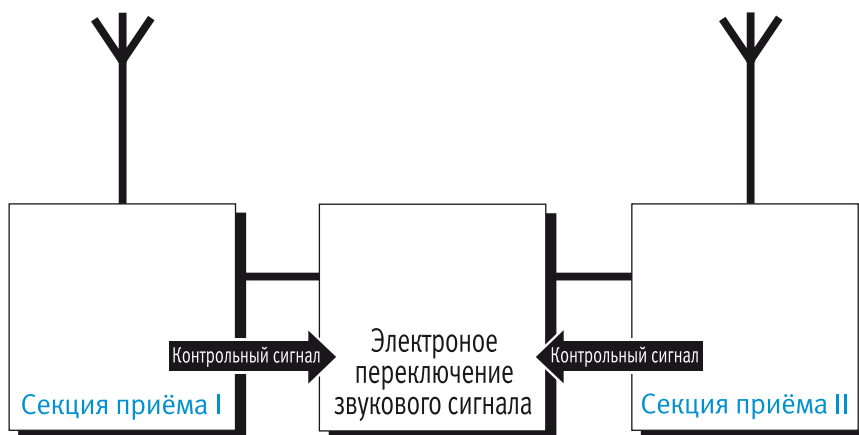 Контрольный сигнал
Секция приёма I
Электроное
переключение
звукового сигнала
Контрольный сигнал
Секция приёма II